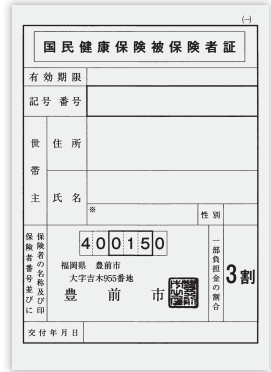 (一)
国民健康保険被保険者証
有効期限
記号 番号
世帯主
住所
氏名
※
性別
保険者番号並びに
保険者の名称及び印
400150
福岡県 豊前市
大字吉木955番地
豊前市
一部負担金の割合
3割
交付年月日